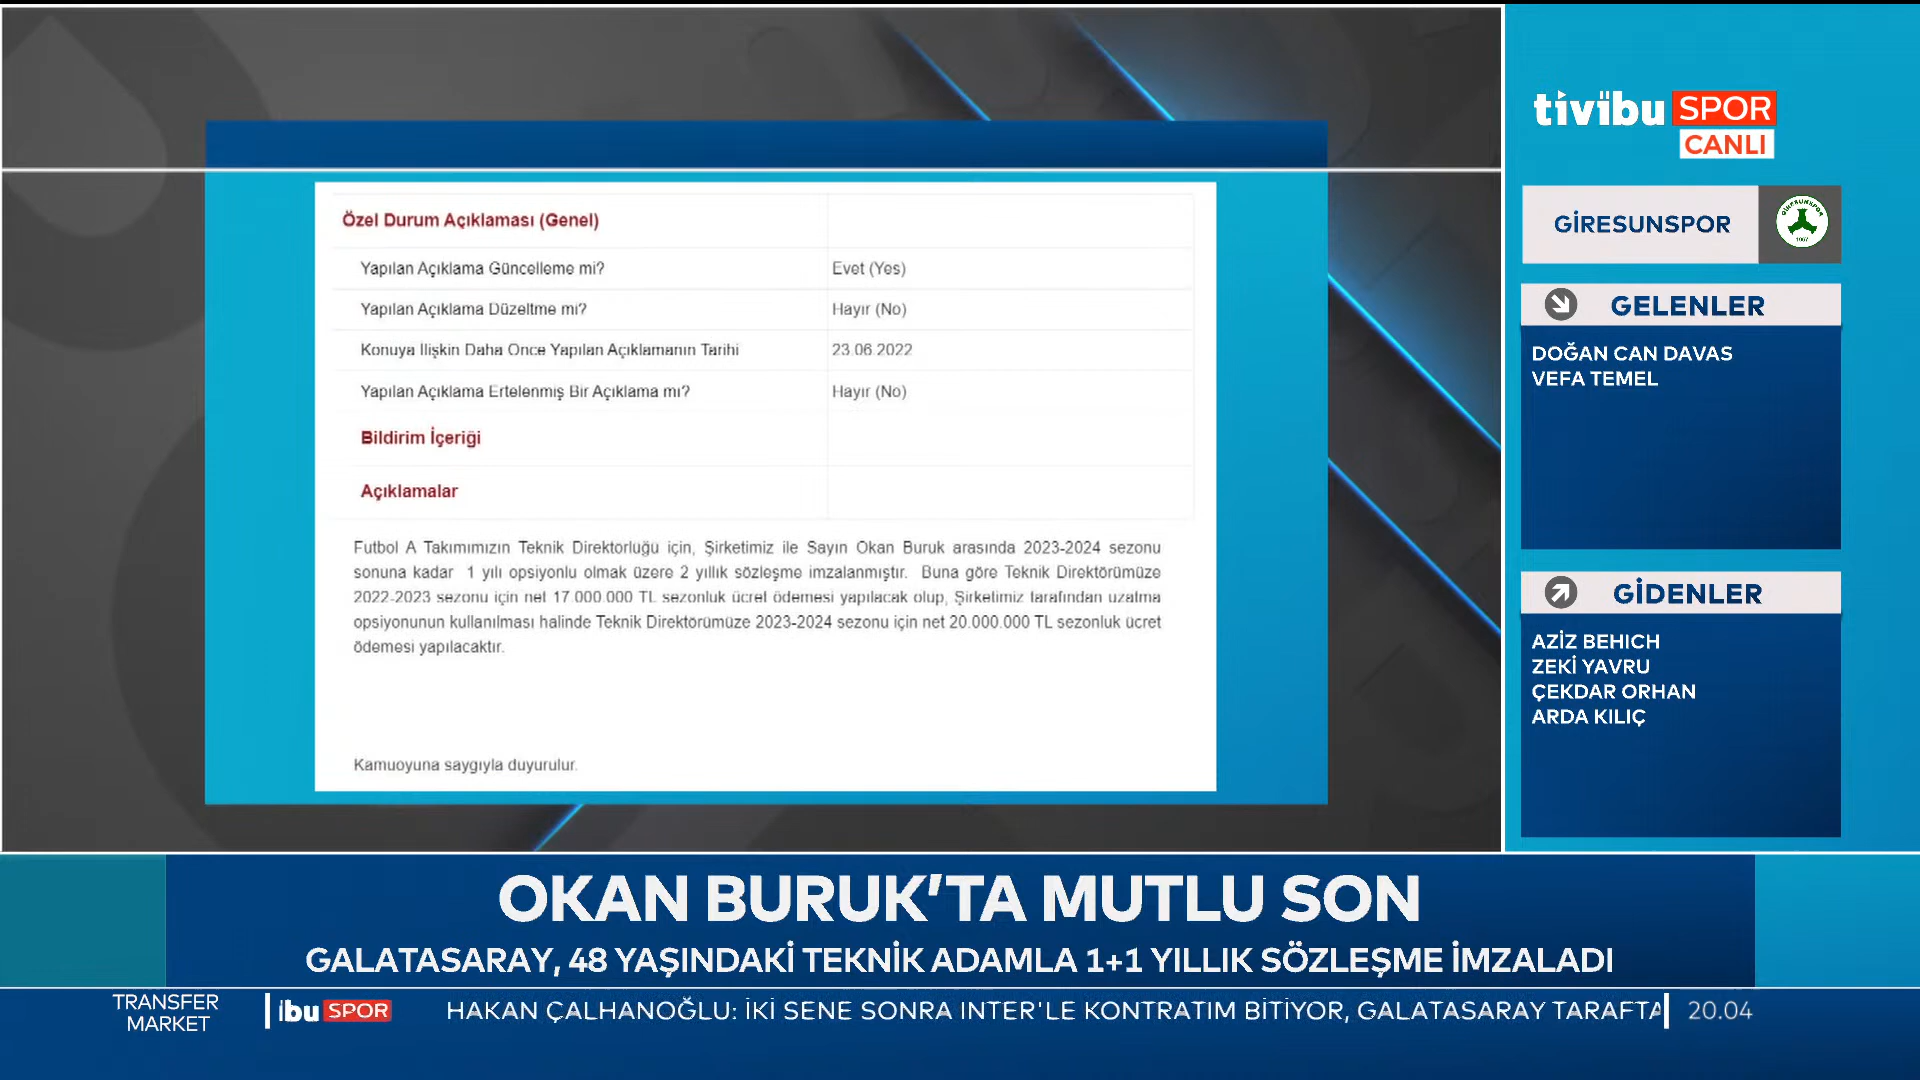 Özel Durum Açıklaması (Genel)
Yapılan Açıklama Güncelleme mi? Evet (Yes)
Yapılan Açıklama Düzeltme mi? Hayır (No)
Konuya İlişkin Daha Önce Yapılan Açıklamanın Tarihi 23.06.2022
Yapılan Açıklama Ertelenmiş Bir Açıklama mı? Hayır (No)
Bildirim İçeriği
Açıklamalar
Futbol A Takımımızın Teknik Direktorluğu için, Şirketimiz ile Sayın Okan Buruk arasında 2023-2024 sezonu
sonuna kadar 1 yılı opsiyonlu olmak üzere 2 yıllık sözleşme imzalanmıştır. Buna göre Teknik Direktörümüze
2022-2023 sezonu için net 17.000.000 TL sezonluk ücret ödemesi yapılacak olup, Şirketimiz tarafından uzatma
opsiyonunun kullanılması halinde Teknik Direktörümüze 2023-2024 sezonu için net 20.000.000 TL sezonluk ücret
ödemesi yapılacaktır.
Kamuoyuna saygıyla duyurulur.
tivibu SPOR
CANLI
GİRESUNSPOR
GİRESUNSPOR
1967
GELENLER
DOĞAN CAN DAVAS
VEFA TEMEL
GİDENLER
AZİZ BEHICH
ZEKİ YAVRU
ÇEKDAR ORHAN
ARDA KILIÇ
OKAN BURUK'TA MUTLU SON
GALATASARAY, 48 YAŞINDAKİ TEKNİK ADAMLA 1+1 YILLIK SÖZLEŞME İMZALADI
TRANSFER
MARKET
ibu SPOR
HAKAN ÇALHANOĞLU: İKİ SENE SONRA INTER'LE KONTRATIM BİTİYOR, GALATASARAY TARAFTA
20.04